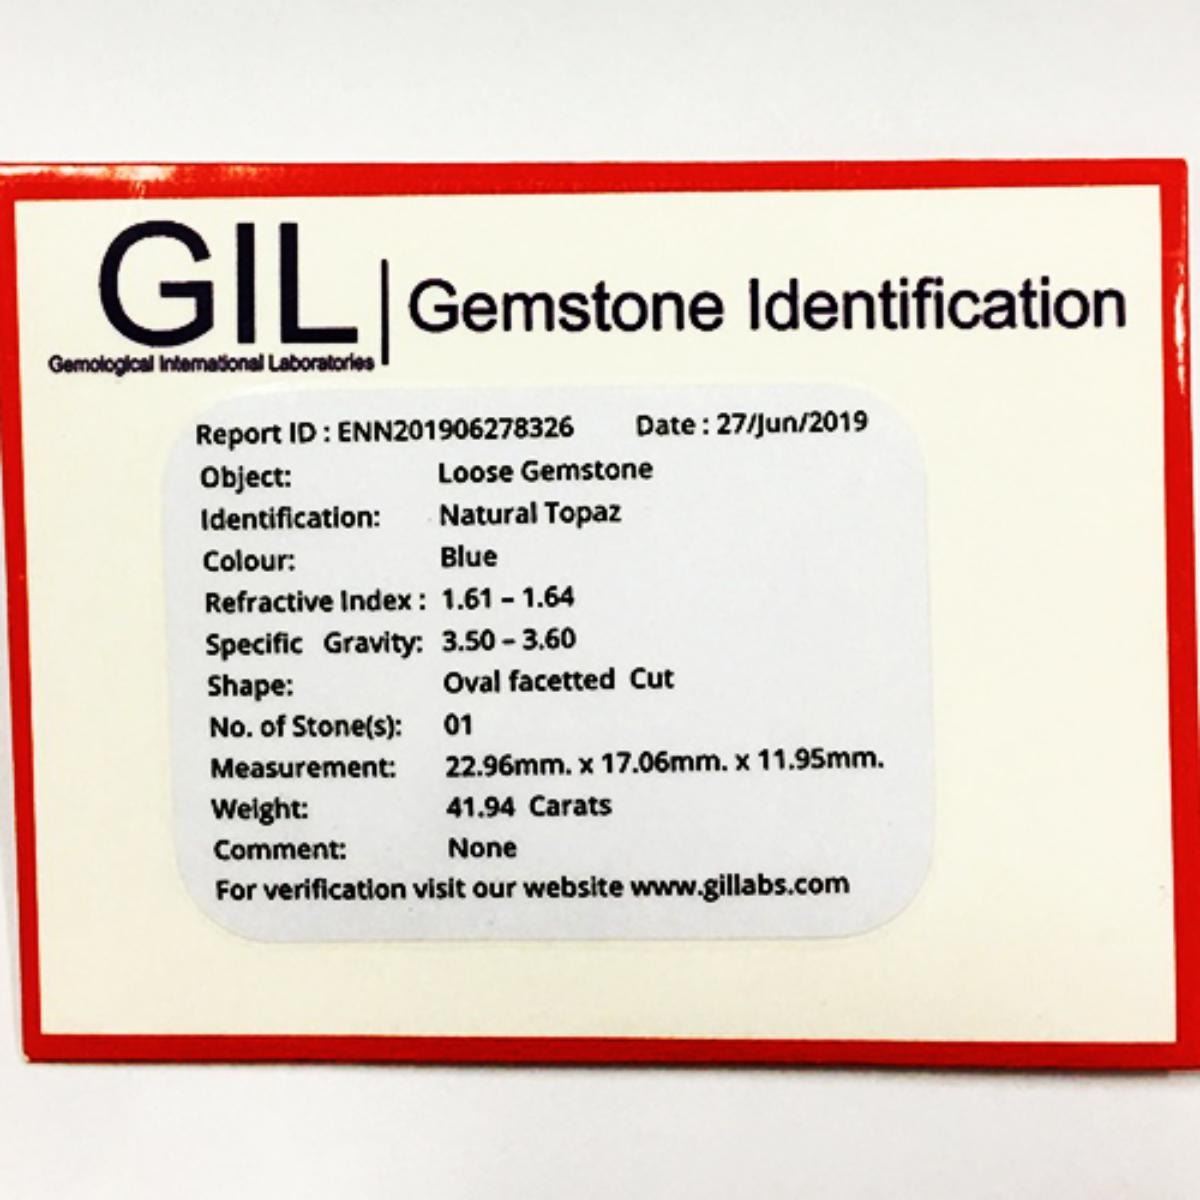 GIL
Gemological International Laboratories
Gemstone Identification
Report ID : ENN201906278326 Date : 27/Jun/2019
Object: Loose Gemstone
Identification: Natural Topaz
Colour: Blue
Refractive Index : 1.61 – 1.64
Specific Gravity: 3.50 – 3.60
Shape: Oval facetted Cut
No. of Stone(s): 01
Measurement: 22.96mm. x 17.06mm. x 11.95mm.
Weight: 41.94 Carats
Comment: None
For verification visit our website www.gillabs.com